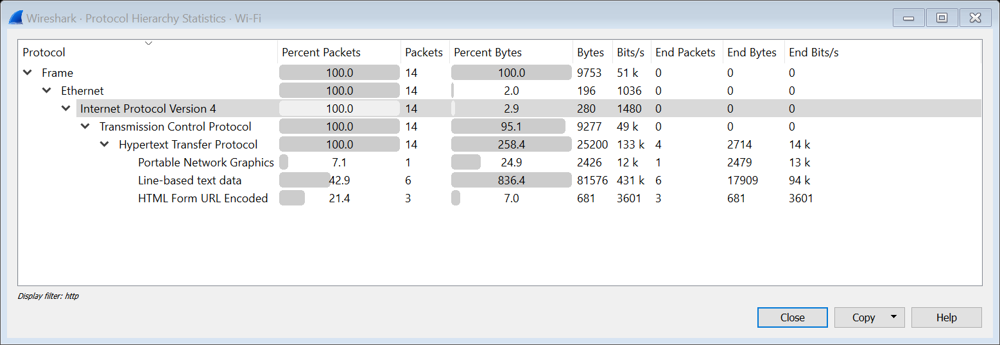 Wireshark · Protocol Hierarchy Statistics · Wi-Fi
Protocol Percent Packets Packets Percent Bytes Bytes Bits/s End Packets End Bytes End Bits/s
Frame 100.0 14 100.0 9753 51 k 0 0 0
Ethernet 100.0 14 2.0 196 1036 0 0 0
Internet Protocol Version 4 100.0 14 2.9 280 1480 0 0 0
Transmission Control Protocol 100.0 14 95.1 9277 49 k 0 0 0
Hypertext Transfer Protocol 100.0 14 258.4 25200 133 k 4 2714 14 k
Portable Network Graphics 7.1 1 24.9 2426 12 k 1 2479 13 k
Line-based text data 42.9 6 836.4 81576 431 k 6 17909 94 k
HTML Form URL Encoded 21.4 3 7.0 681 3601 3 681 3601
Display filter: http
Close Copy Help